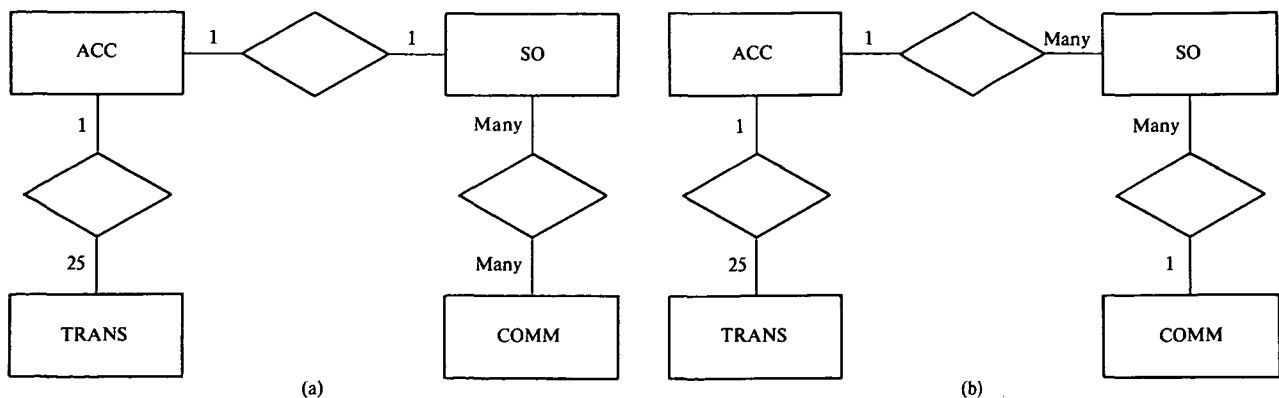 ACC 1 1 SO
1 Many
25 Many
TRANS COMM
(a)
ACC 1 Many SO
1 Many
25 1
TRANS COMM
(b)